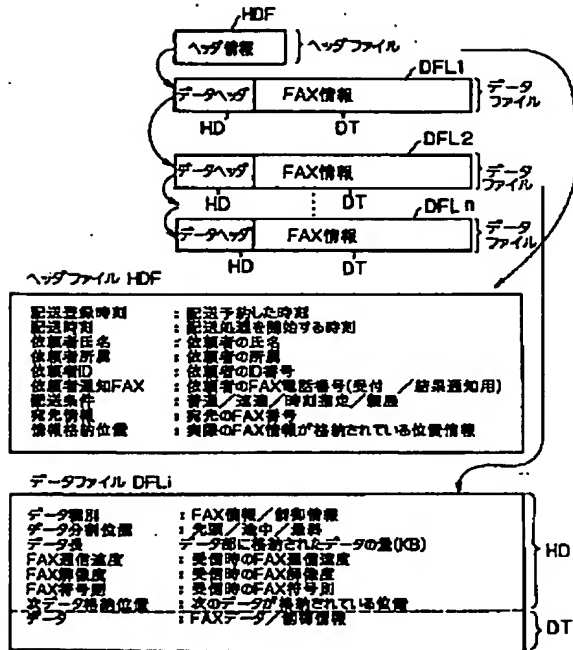 HDF
ヘッダ情報
ヘッダファイル
DFL1
データヘッダ FAX情報
データファイル
HD DT
DFL2
データヘッダ FAX情報
データファイル
HD DT
DFLn
データヘッダ FAX情報
データファイル
HD DT
ヘッダファイル HDF
配送登録時刻 : 配送予約した時刻
配送時刻 : 配送処理を開始する時刻
依頼者氏名 : 依頼者の氏名
依頼者所属 : 依頼者の所属
依頼者ID : 依頼者のID番号
依頼者通知FAX : 依頼者のFAX電話番号(受付 /結果通知用)
配送条件 : 普通/速達/時刻指定/親展
宛先情報 : 宛先のFAX番号
情報格納位置 : 実際のFAX情報が格納されている位置情報
データファイル DFLi
データ種別 : FAX情報/制御情報
データ分割位置 : 先頭/途中/最終
データ長 データ部に格納されたデータの量(KB)
FAX通信速度 : 受信時のFAX通信速度
FAX解像度 : 受信時のFAX解像度
FAX符号則 : 受信時のFAX符号則
次データ格納位置 : 次のデータが格納されている位置
HD
データ : FAXデータ/制御情報
DT